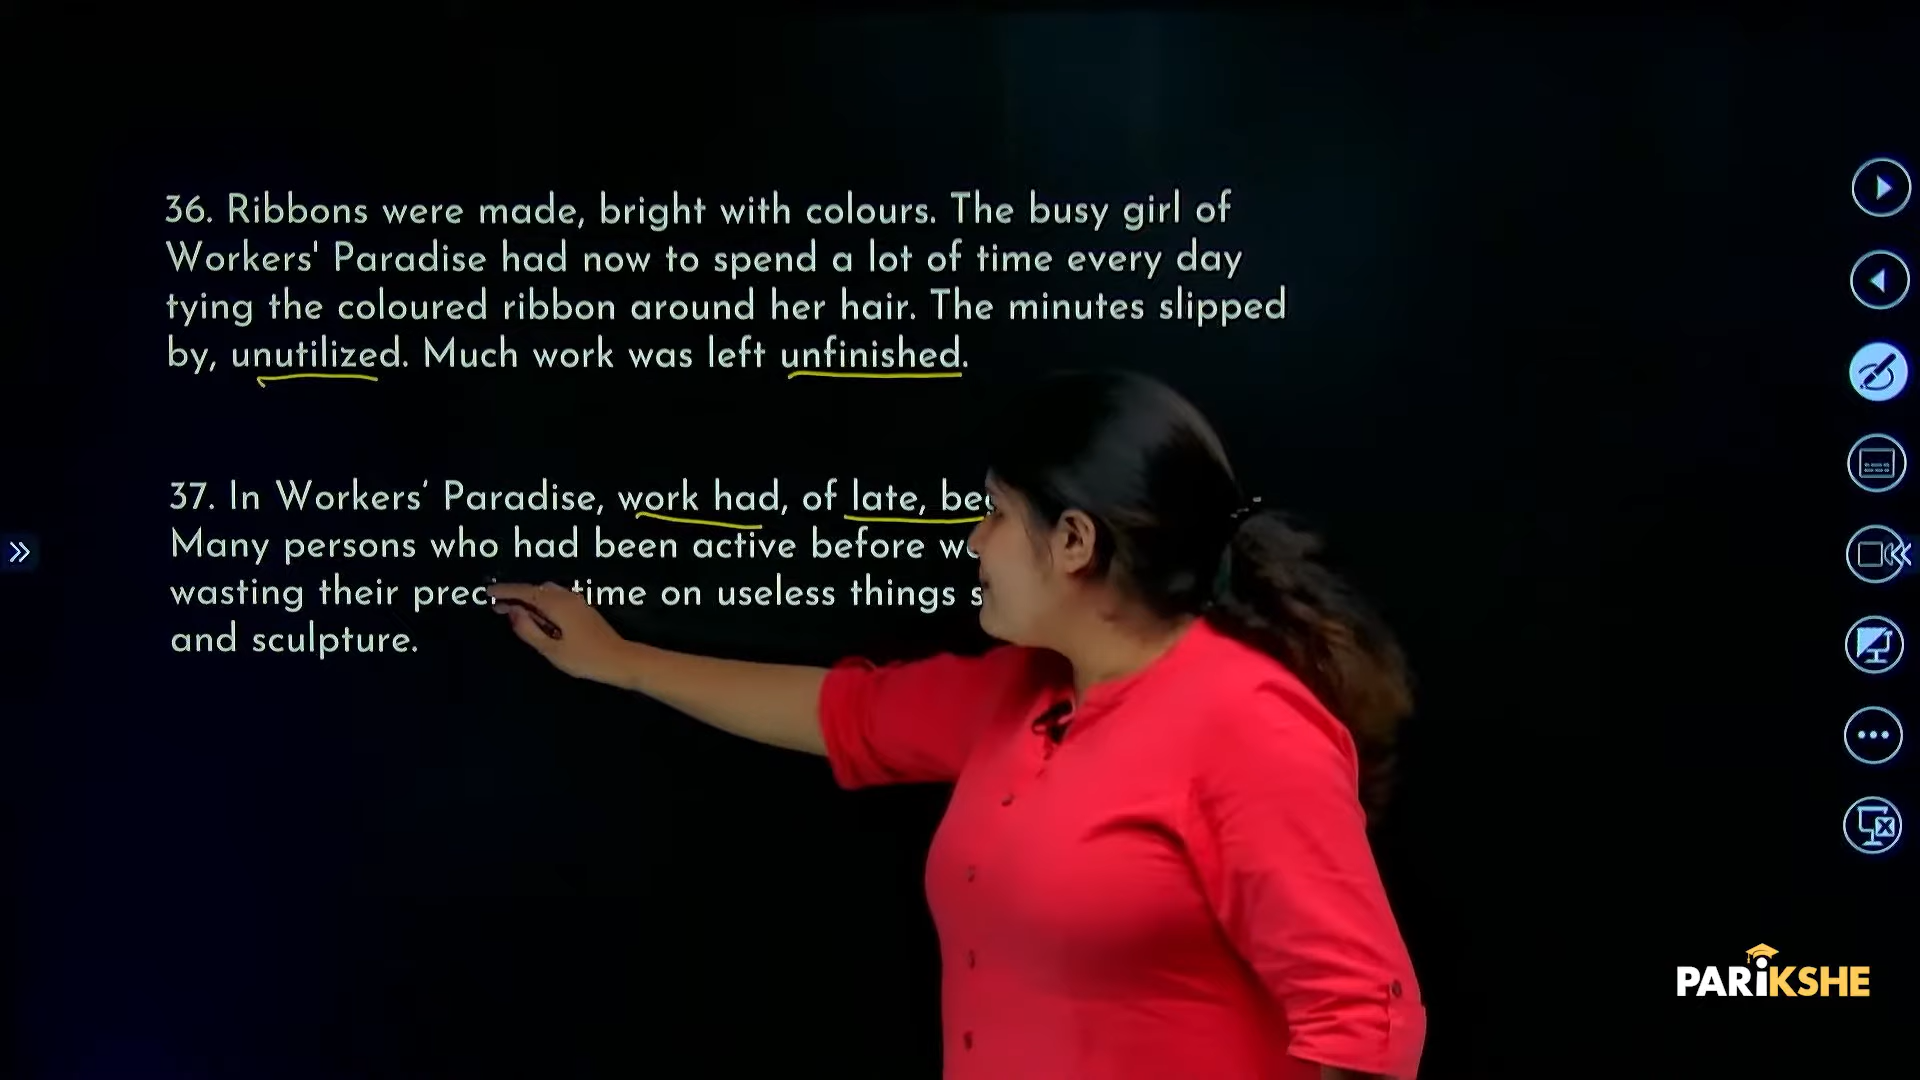 36. Ribbons were made, bright with colours. The busy girl of
Workers' Paradise had now to spend a lot of time every day
tying the coloured ribbon around her hair. The minutes slipped
by, unutilized. Much work was left unfinished.
37. In Workers’ Paradise, work had, of late,
Many persons who had been active before
wasting their time on useless things
and sculpture.
PARIKSHE